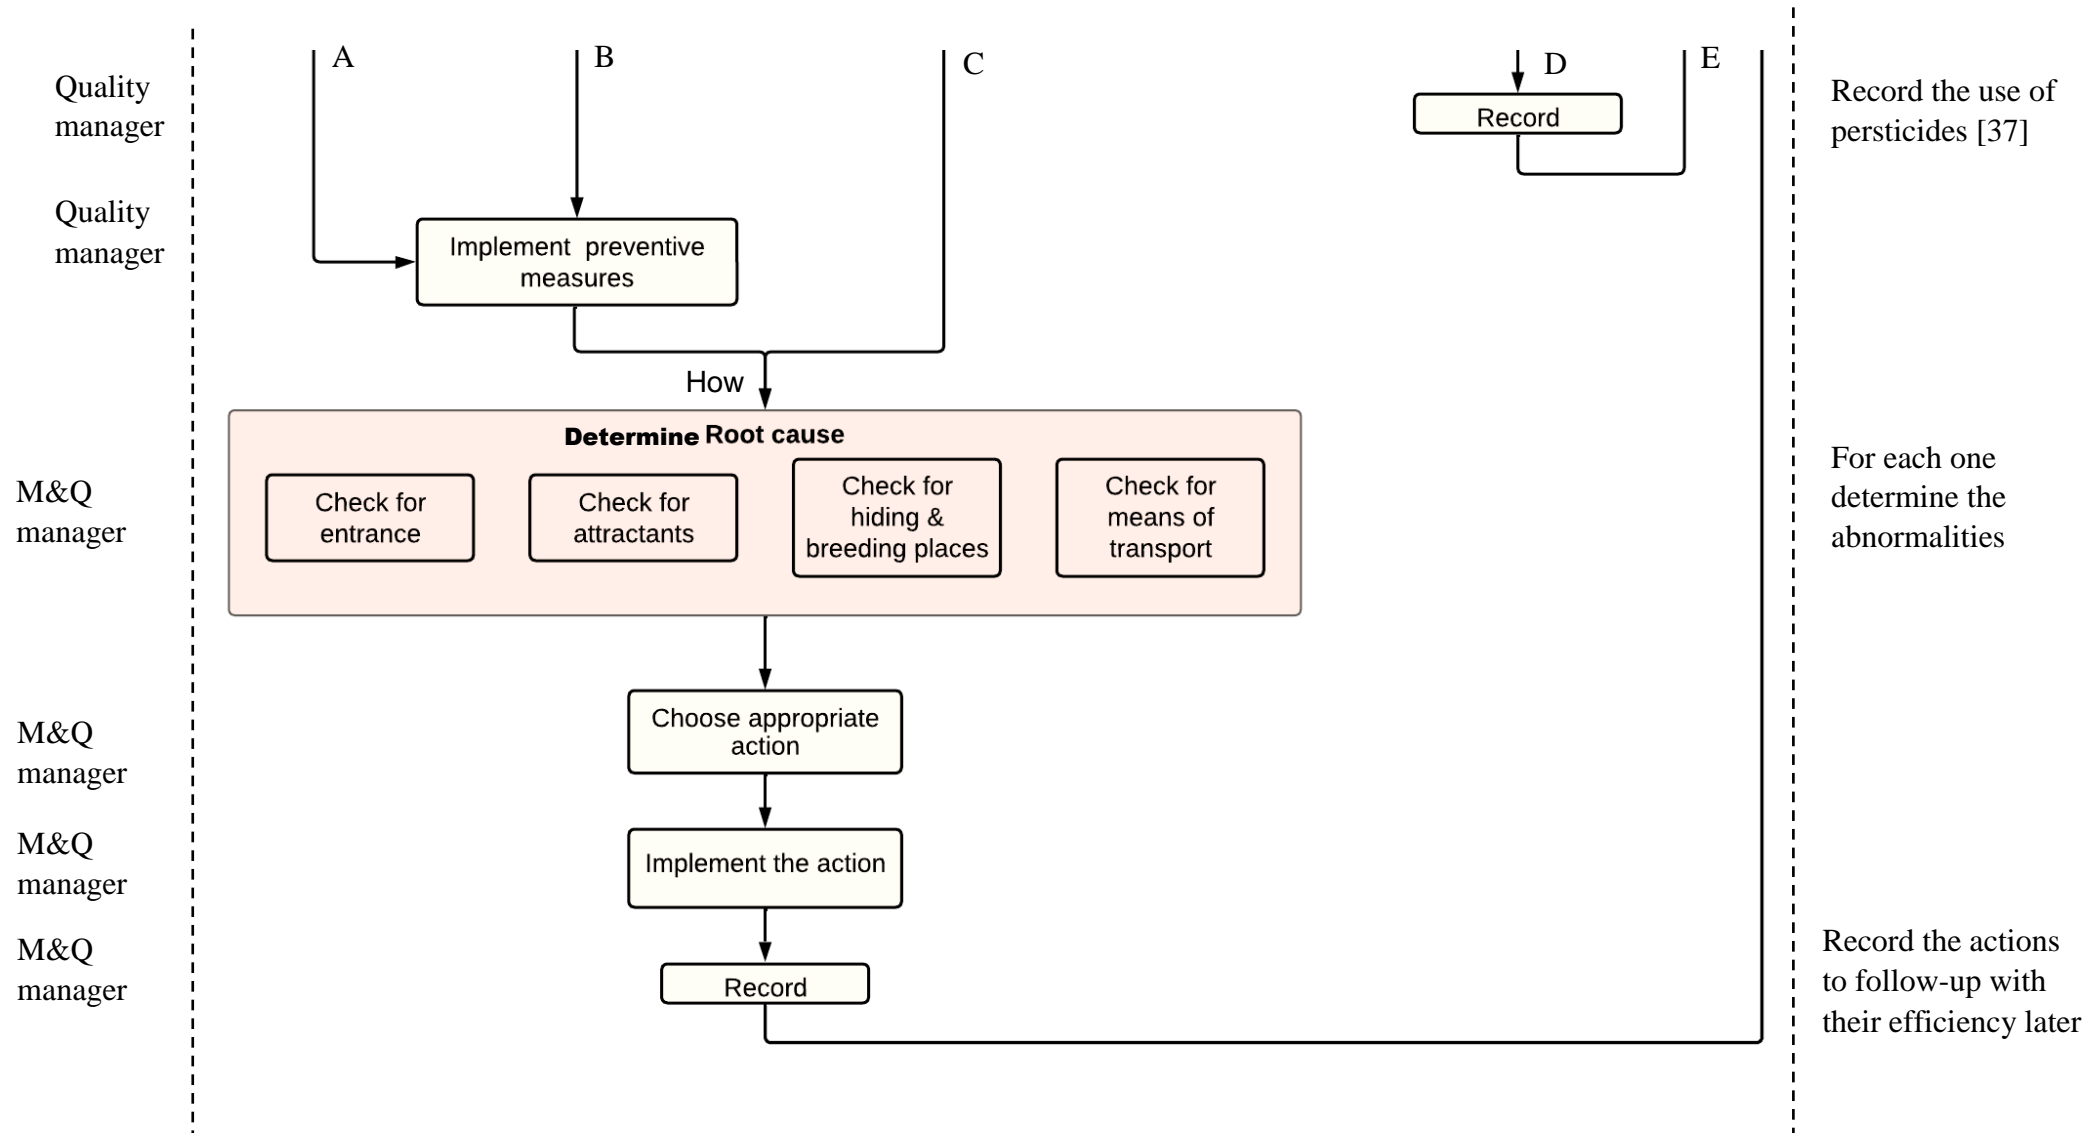 A
B
C
D
E
Quality
manager
Record
Record the use of
persticides [37]
Quality
manager
Implement preventive
measures
How
Determine Root cause
M&Q
manager
Check for
entrance
Check for
attractants
Check for
hiding &
breeding places
Check for
means of
transport
For each one
determine the
abnormalities
M&Q
manager
Choose appropriate
action
M&Q
manager
Implement the action
M&Q
manager
Record
Record the actions
to follow-up with
their efficiency later